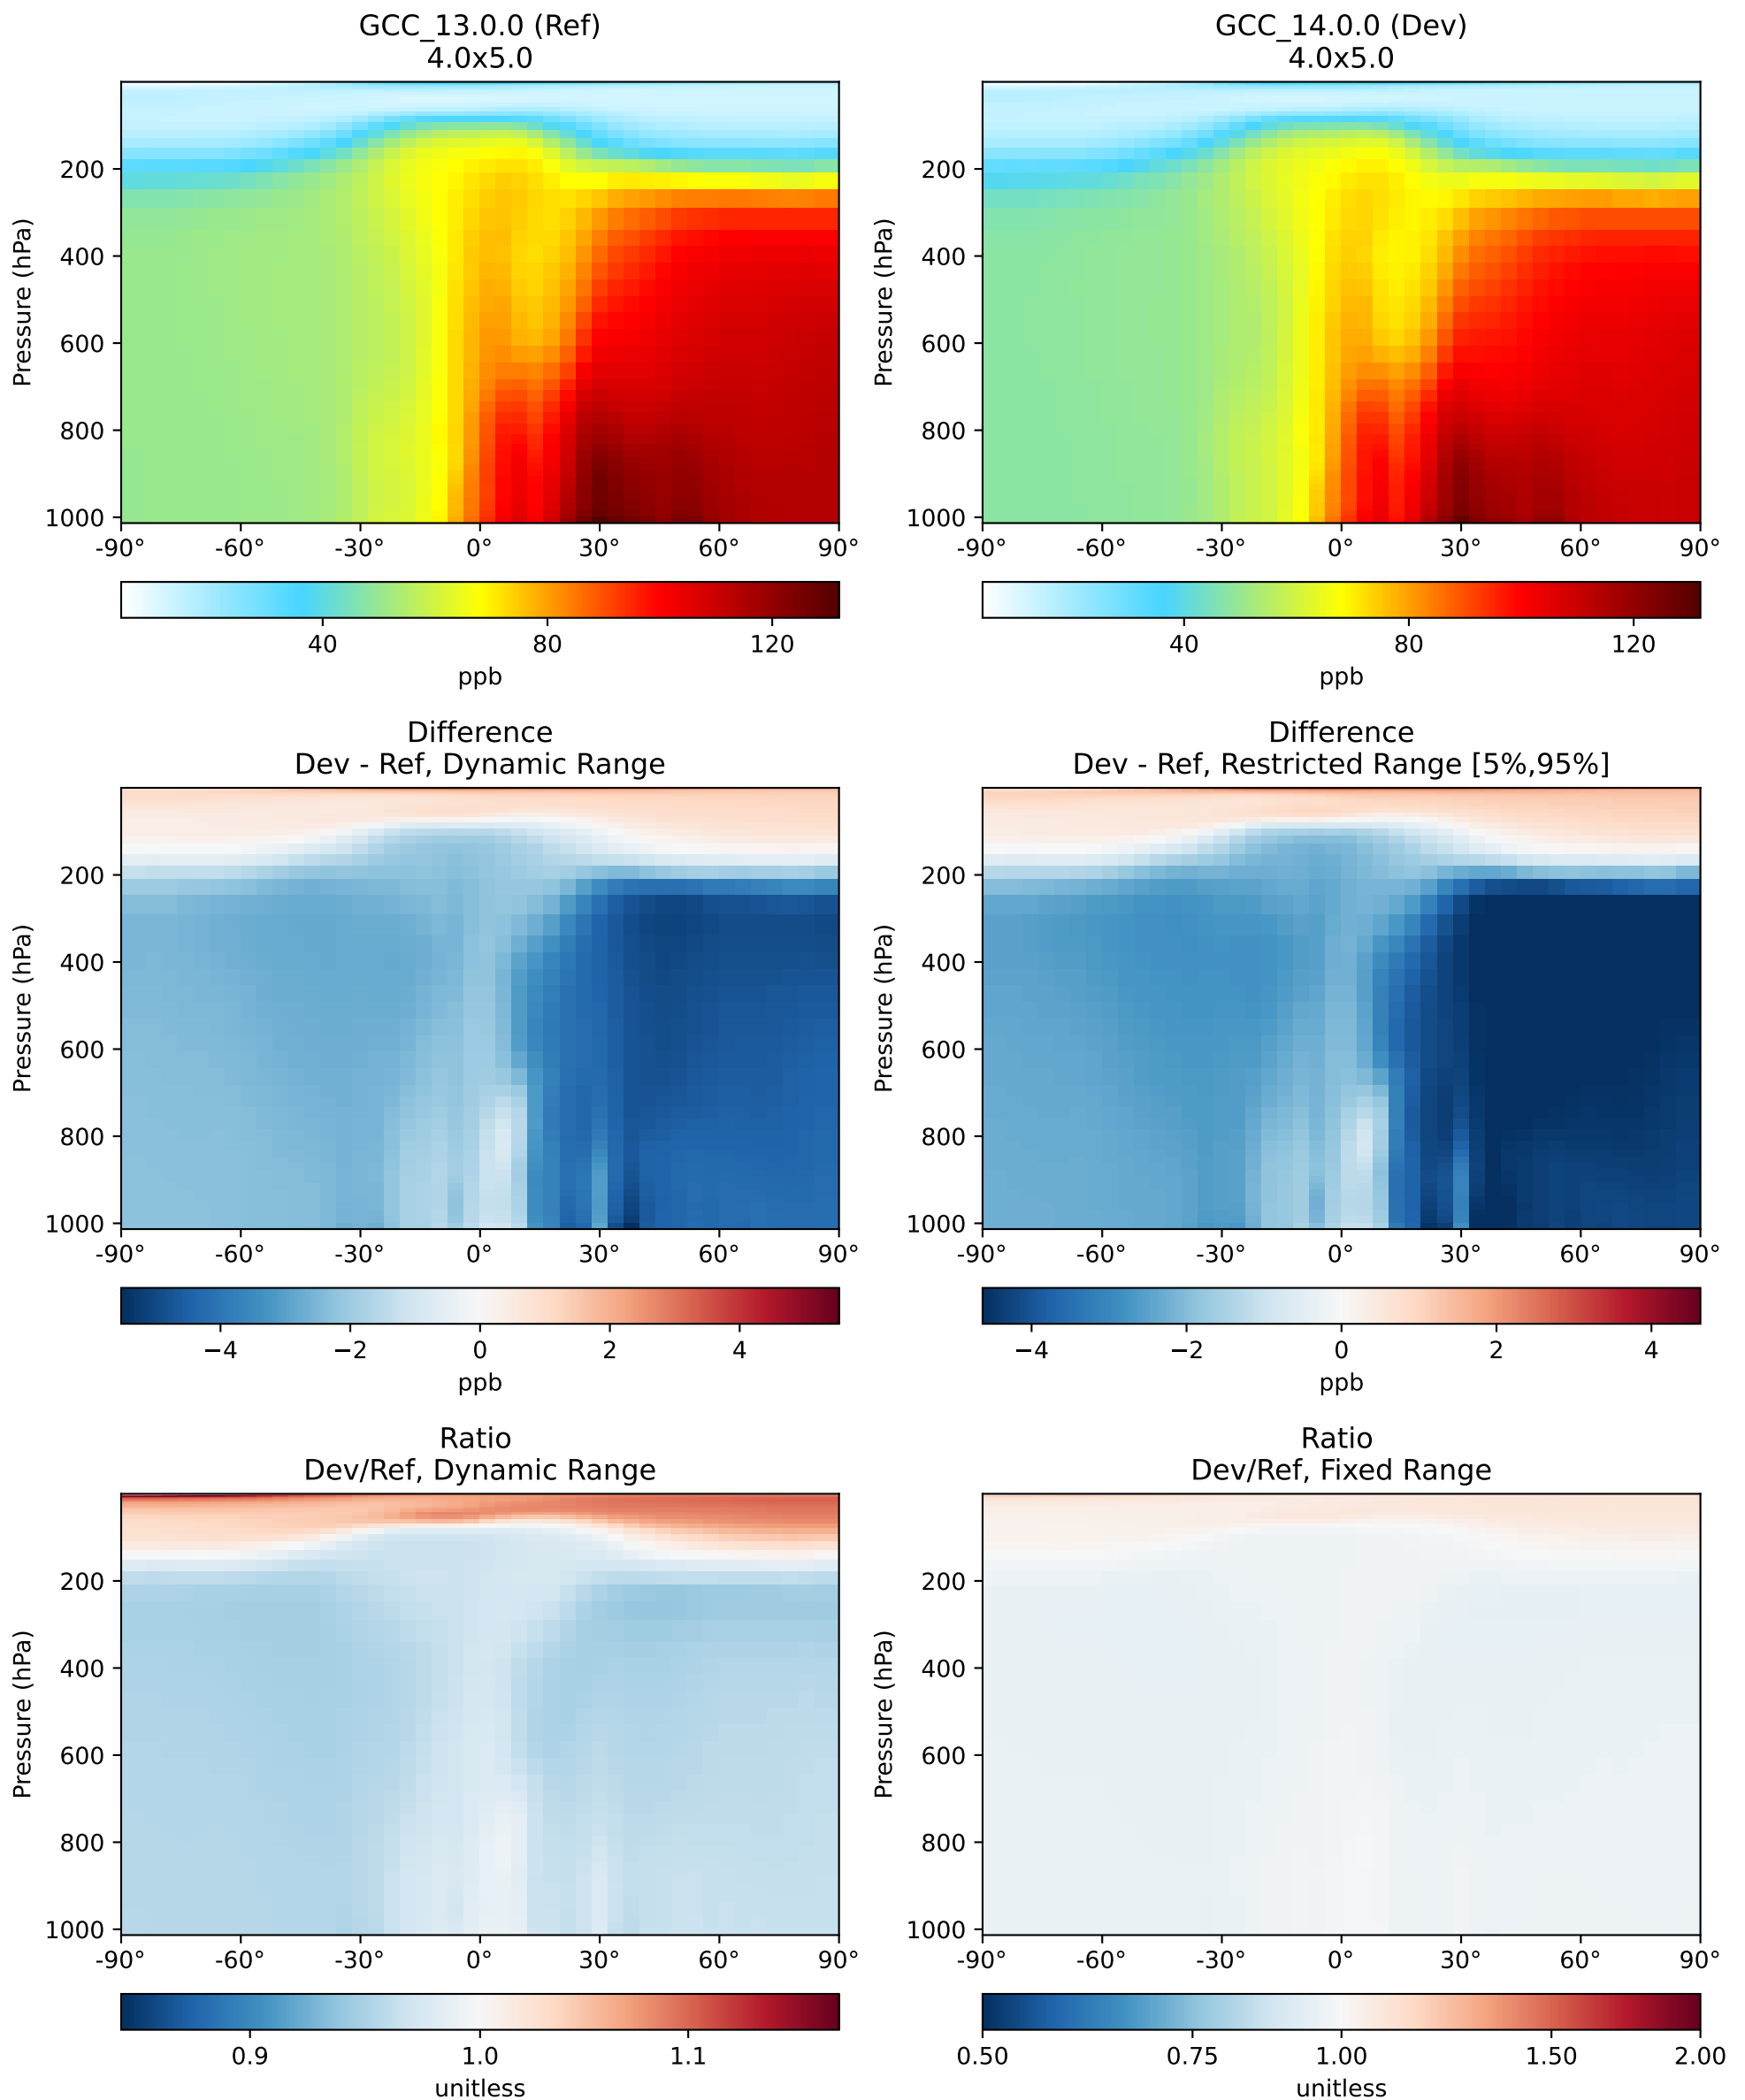 GCC_13.0.0 (Ref)
4.0x5.0
Pressure (hPa)
200
400
600
800
1000
-90° -60° -30° 0° 30° 60° 90°
40 80 120
ppb
GCC_14.0.0 (Dev)
4.0x5.0
Pressure (hPa)
200
400
600
800
1000
-90° -60° -30° 0° 30° 60° 90°
40 80 120
ppb
Difference
Dev - Ref, Dynamic Range
Pressure (hPa)
200
400
600
800
1000
-90° -60° -30° 0° 30° 60° 90°
−4 −2 0 2 4
ppb
Difference
Dev - Ref, Restricted Range [5%,95%]
Pressure (hPa)
200
400
600
800
1000
-90° -60° -30° 0° 30° 60° 90°
−4 −2 0 2 4
ppb
Ratio
Dev/Ref, Dynamic Range
Pressure (hPa)
200
400
600
800
1000
-90° -60° -30° 0° 30° 60° 90°
0.9 1.0 1.1
unitless
Ratio
Dev/Ref, Fixed Range
Pressure (hPa)
200
400
600
800
1000
-90° -60° -30° 0° 30° 60° 90°
0.50 0.75 1.00 1.50 2.00
unitless